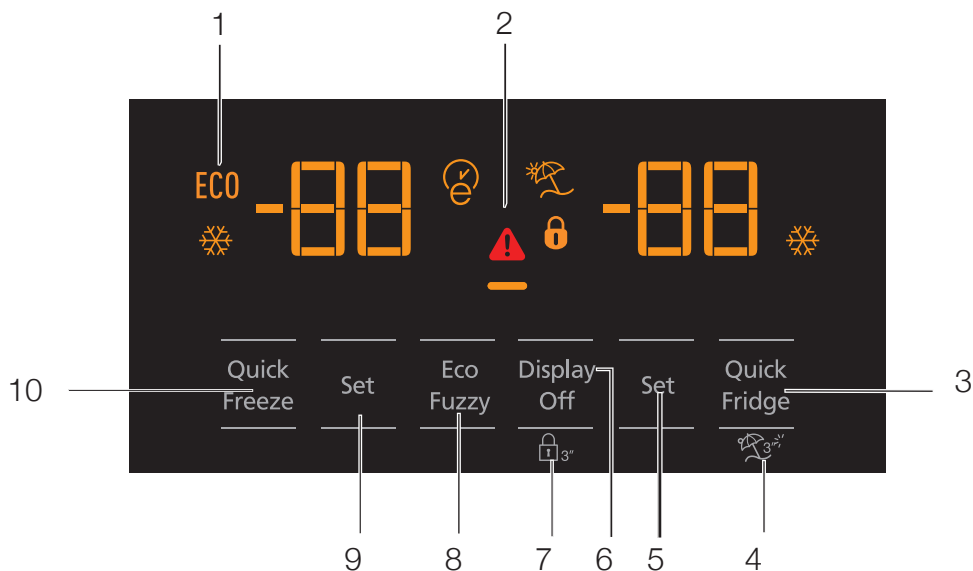 1
2
ECO
-88
e
-88
Quick
Freeze
Set
Eco
Fuzzy
Display
Off
Set
Quick
Fridge
10
3
3"
3"
9
8
7
6
5
4